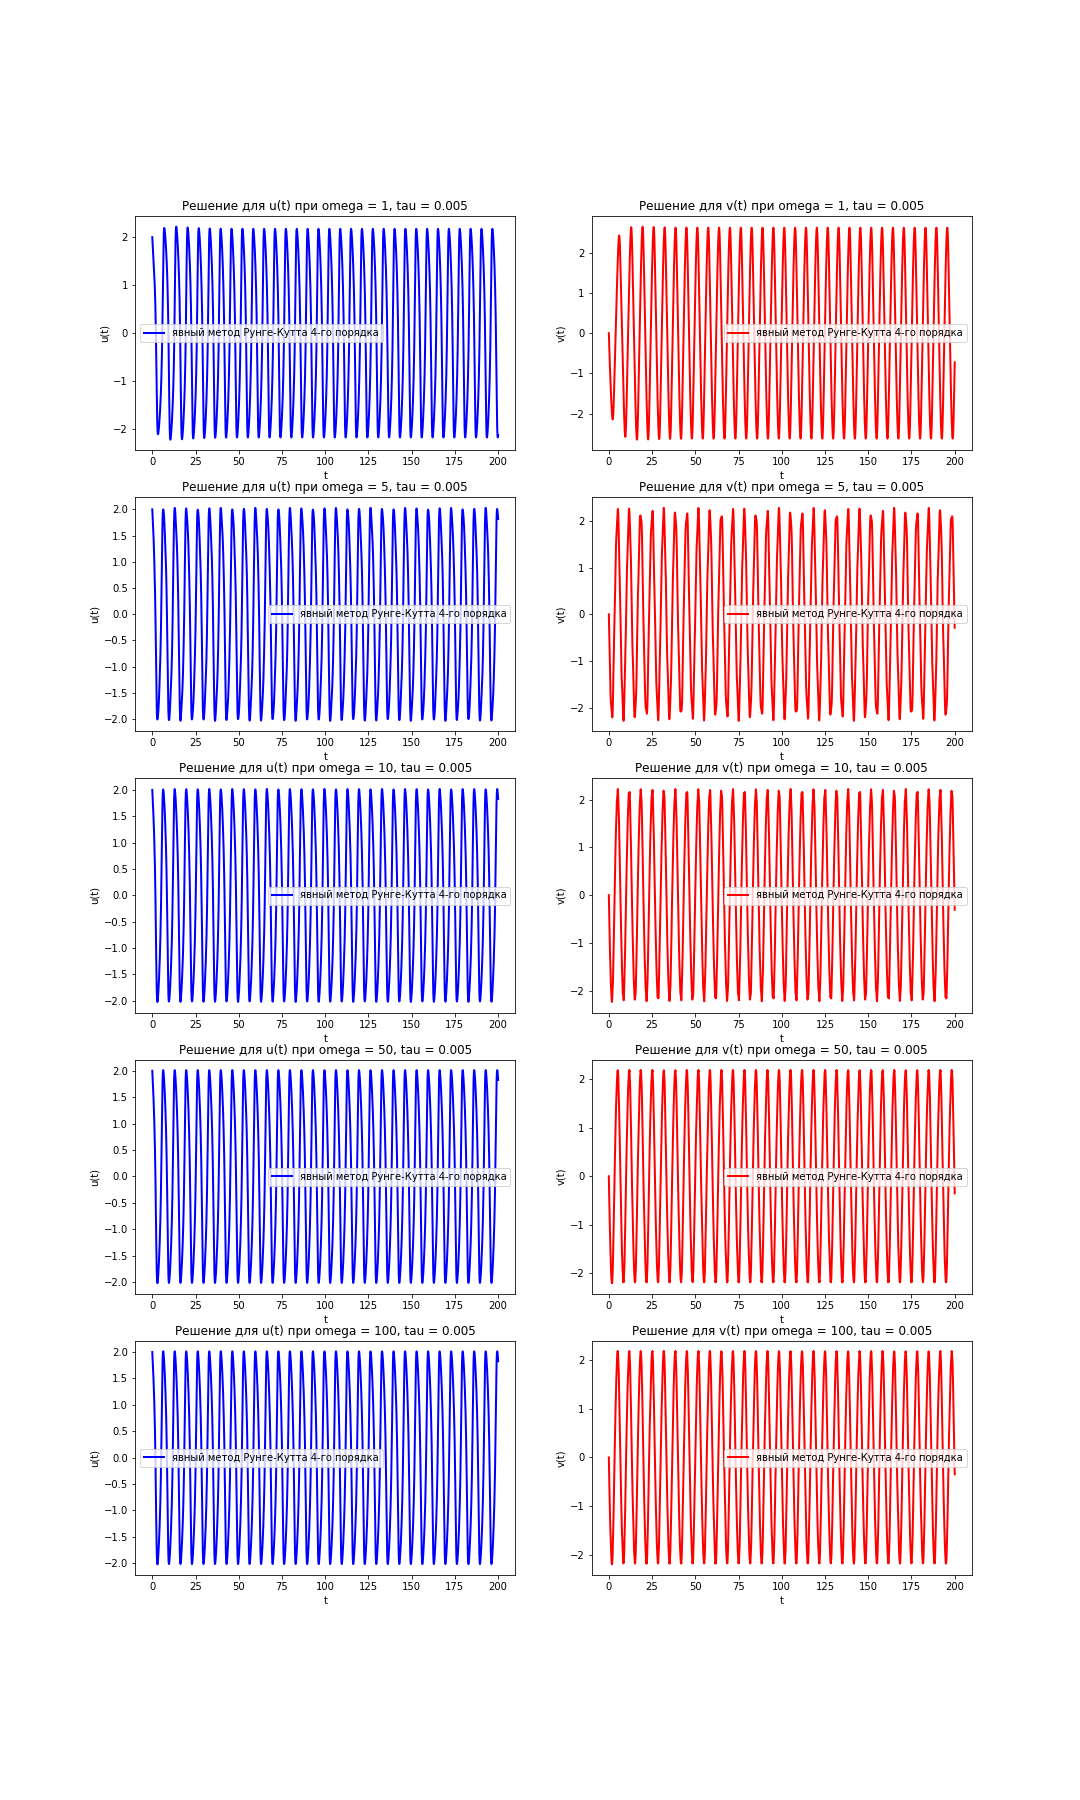 Решение для u(t) при omega = 1, tau = 0.005
2
1
0
−1
−2
u(t)
явный метод Рунге-Кутта 4-го порядка
0 25 50 75 100 125 150 175 200
t
Решение для v(t) при omega = 1, tau = 0.005
2
1
0
−1
−2
v(t)
явный метод Рунге-Кутта 4-го порядка
0 25 50 75 100 125 150 175 200
t
Решение для u(t) при omega = 5, tau = 0.005
2.0
1.5
1.0
0.5
0.0
−0.5
−1.0
−1.5
−2.0
u(t)
явный метод Рунге-Кутта 4-го порядка
0 25 50 75 100 125 150 175 200
t
Решение для v(t) при omega = 5, tau = 0.005
2
1
0
−1
−2
v(t)
явный метод Рунге-Кутта 4-го порядка
0 25 50 75 100 125 150 175 200
t
Решение для u(t) при omega = 10, tau = 0.005
2.0
1.5
1.0
0.5
0.0
−0.5
−1.0
−1.5
−2.0
u(t)
явный метод Рунге-Кутта 4-го порядка
0 25 50 75 100 125 150 175 200
t
Решение для v(t) при omega = 10, tau = 0.005
2
1
0
−1
−2
v(t)
явный метод Рунге-Кутта 4-го порядка
0 25 50 75 100 125 150 175 200
t
Решение для u(t) при omega = 50, tau = 0.005
2.0
1.5
1.0
0.5
0.0
−0.5
−1.0
−1.5
−2.0
u(t)
явный метод Рунге-Кутта 4-го порядка
0 25 50 75 100 125 150 175 200
t
Решение для v(t) при omega = 50, tau = 0.005
2
1
0
−1
−2
v(t)
явный метод Рунге-Кутта 4-го порядка
0 25 50 75 100 125 150 175 200
t
Решение для u(t) при omega = 100, tau = 0.005
2.0
1.5
1.0
0.5
0.0
−0.5
−1.0
−1.5
−2.0
u(t)
явный метод Рунге-Кутта 4-го порядка
0 25 50 75 100 125 150 175 200
t
Решение для v(t) при omega = 100, tau = 0.005
2
1
0
−1
−2
v(t)
явный метод Рунге-Кутта 4-го порядка
0 25 50 75 100 125 150 175 200
t